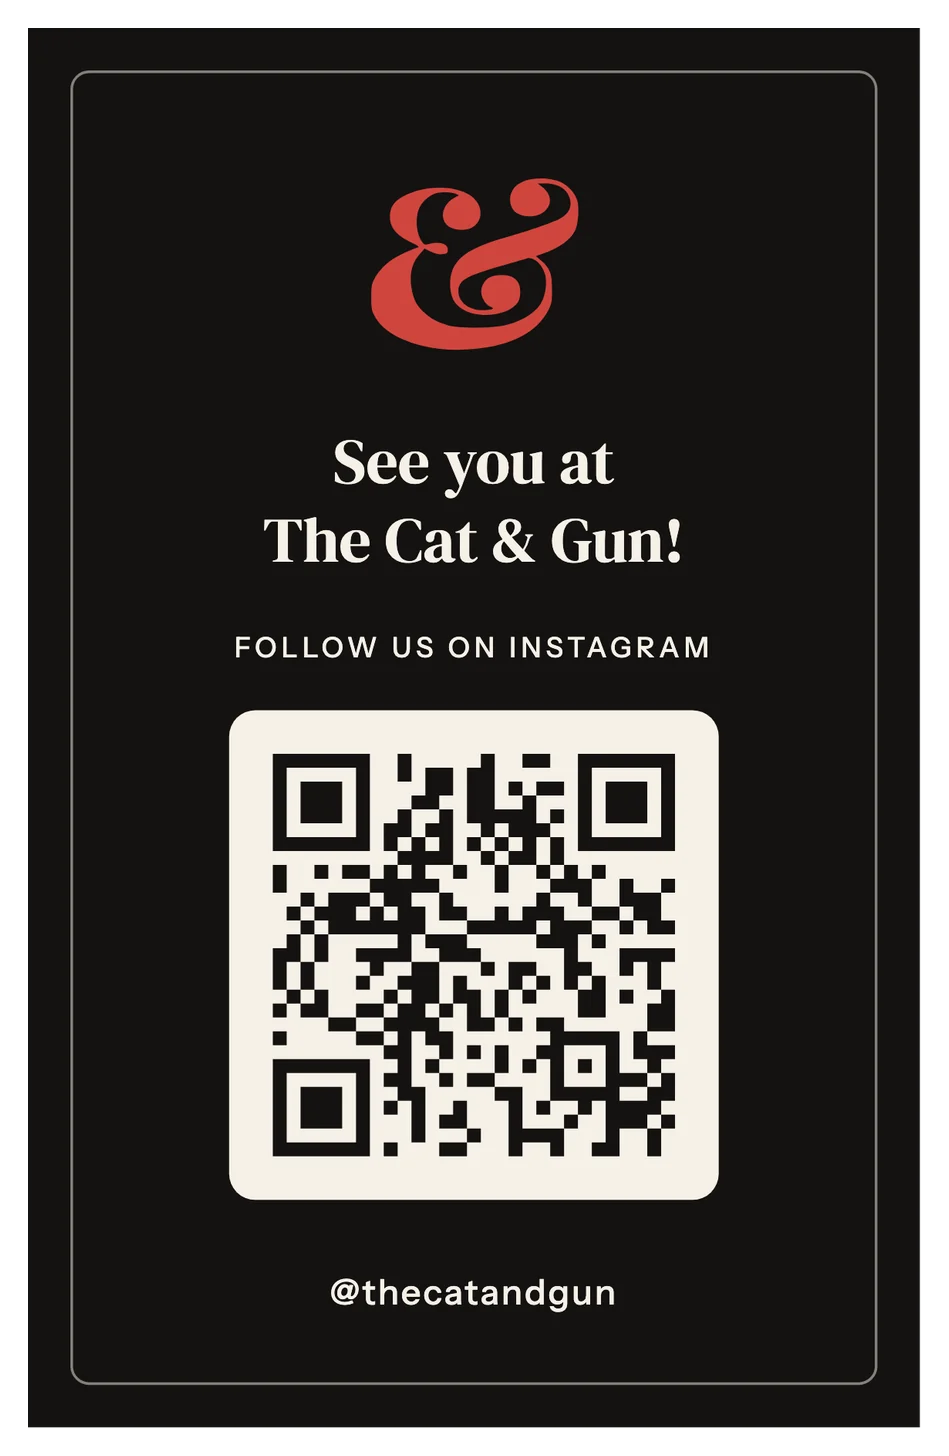 &
See you at
The Cat & Gun!
FOLLOW US ON INSTAGRAM
@thecatandgun